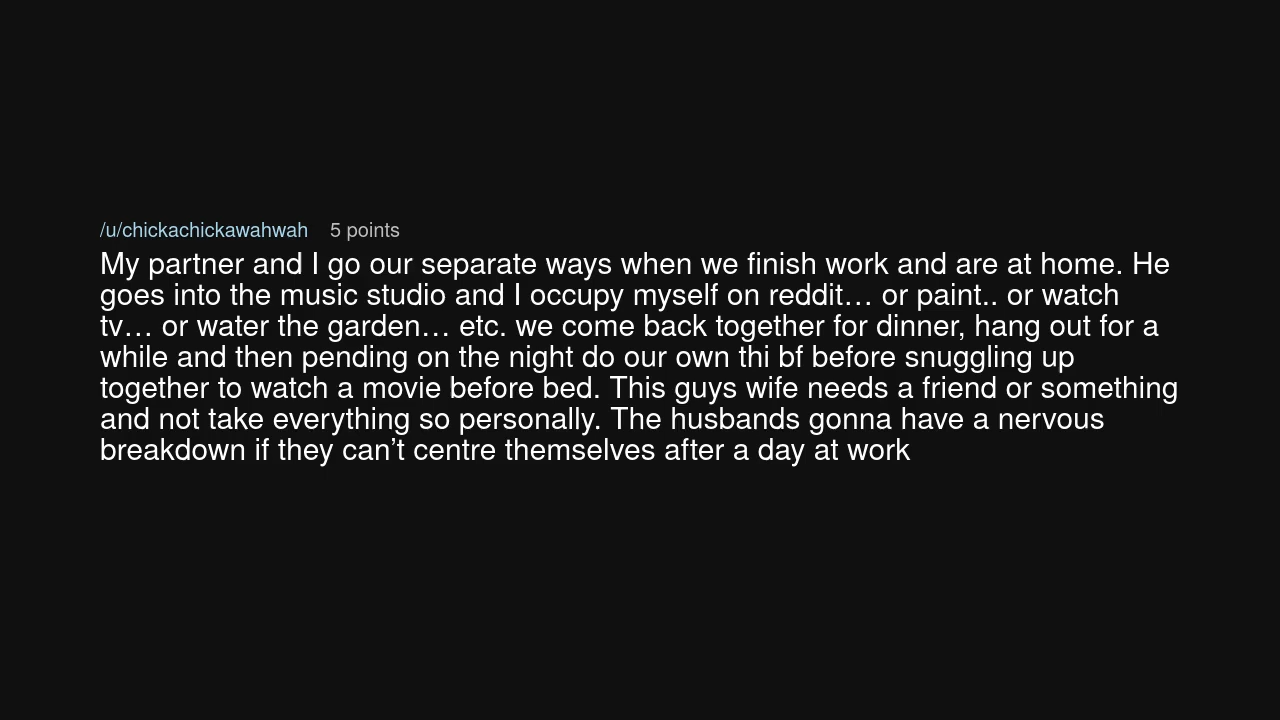 /u/chickachickawahwah 5 points
My partner and I go our separate ways when we finish work and are at home. He
goes into the music studio and I occupy myself on reddit… or paint.. or watch
tv… or water the garden… etc. we come back together for dinner, hang out for a
while and then pending on the night do our own thi bf before snuggling up
together to watch a movie before bed. This guys wife needs a friend or something
and not take everything so personally. The husbands gonna have a nervous
breakdown if they can’t centre themselves after a day at work